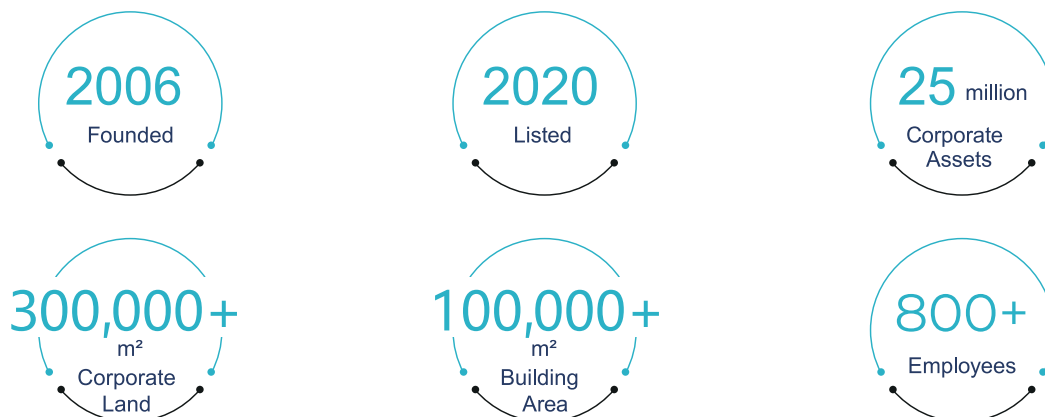 2006
Founded
2020
Listed
25 million
Corporate
Assets
300,000+
m²
Corporate
Land
100,000+
m²
Building
Area
800+
Employees